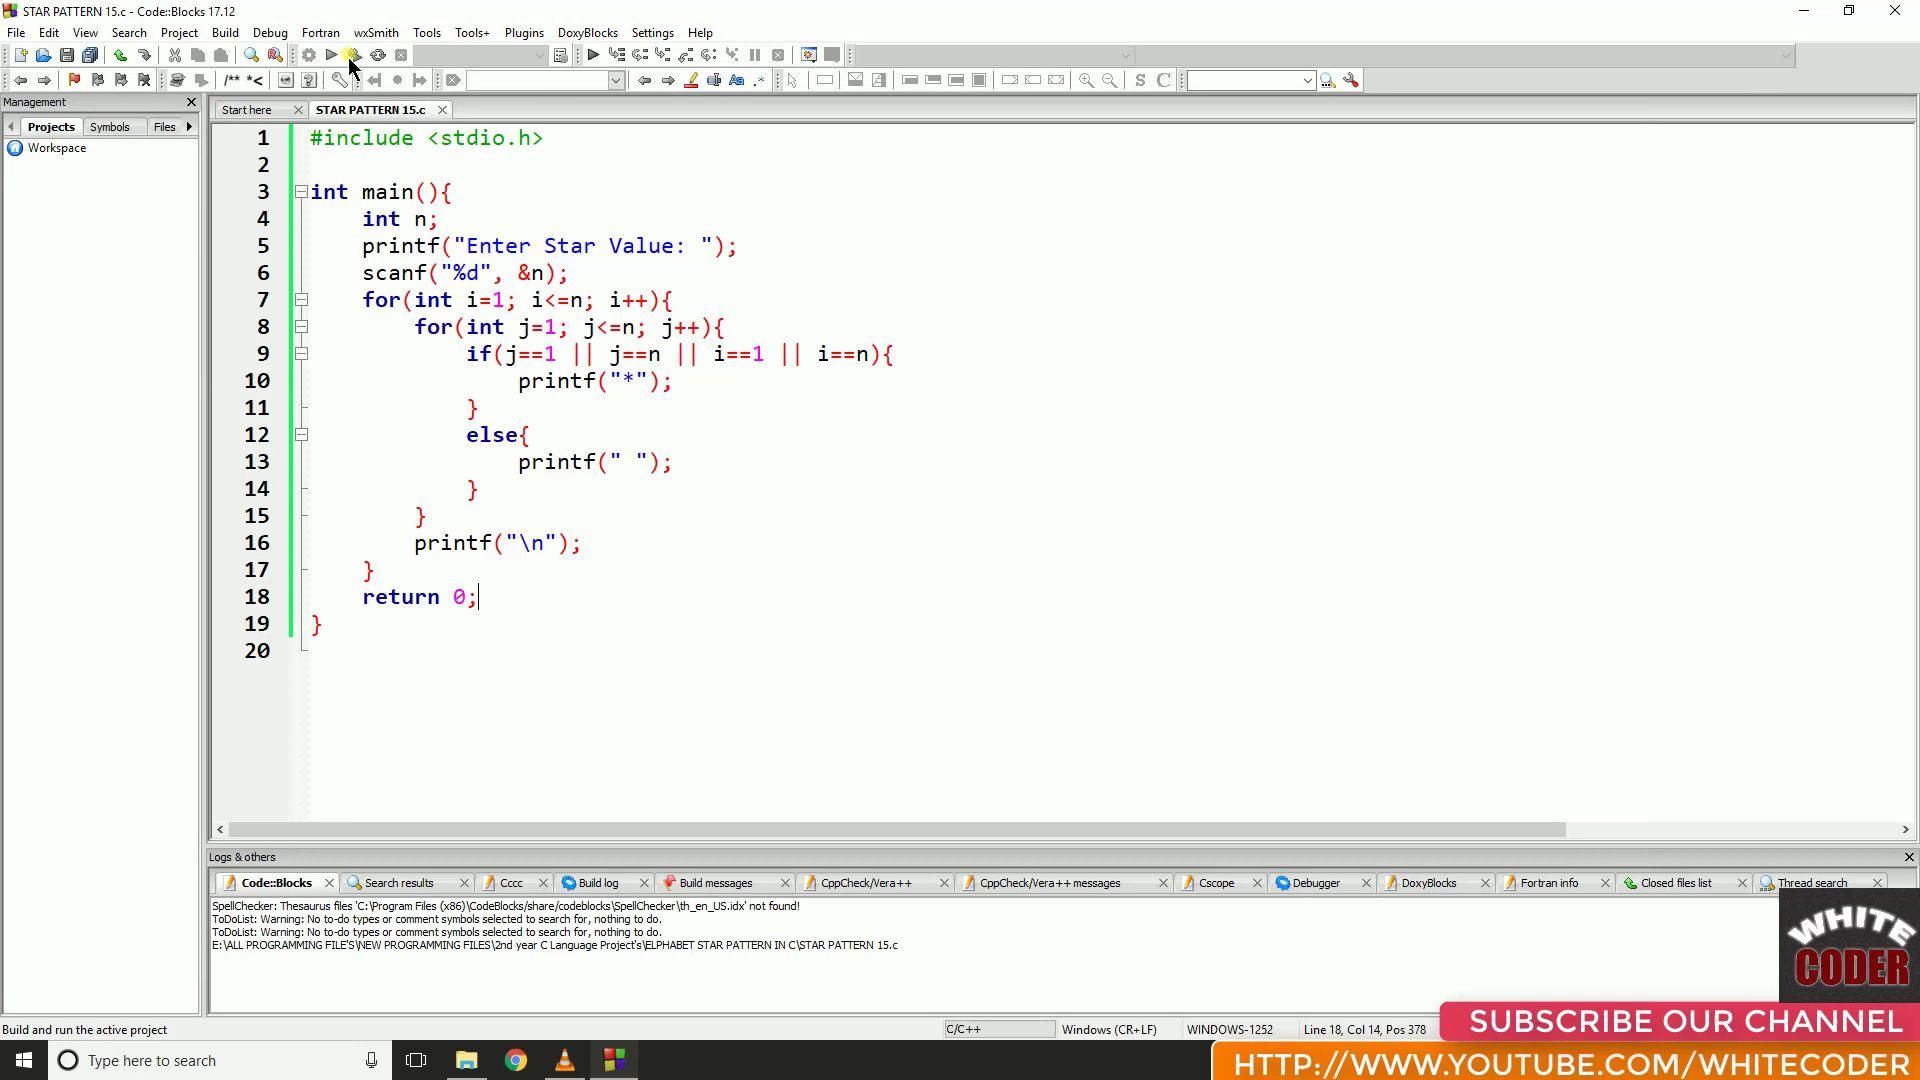 STAR PATTERN 15.c - Code::Blocks 17.12
File Edit View Search Project Build Debug Fortran wxSmith Tools Tools+ Plugins DoxyBlocks Settings Help
/** *<
S C
Management
Start here STAR PATTERN 15.c
Projects Symbols Files
Workspace
1 #include <stdio.h>
2
3 int main(){
4 int n;
5 printf("Enter Star Value: ");
6 scanf("%d", &n);
7 for(int i=1; i<=n; i++){
8 for(int j=1; j<=n; j++){
9 if(j==1 || j==n || i==1 || i==n){
10 printf("*");
11 }
12 else{
13 printf(" ");
14 }
15 }
16 printf("\n");
17 }
18 return 0;
19 }
20
Logs & others
Code::Blocks Search results Cccc Build log Build messages CppCheck/Vera++ CppCheck/Vera++ messages Cscope Debugger DoxyBlocks Fortran info Closed files list Thread search
SpellChecker: Thesaurus files 'C:\Program Files (x86)\CodeBlocks/share/codeblocks\SpellChecker\th_en_US.idx' not found!
ToDoList: Warning: No to-do types or comment symbols selected to search for, nothing to do.
ToDoList: Warning: No to-do types or comment symbols selected to search for, nothing to do.
E:\ALL PROGRAMMING FILE'S\NEW PROGRAMMING FILES\2nd year C Language Project's\ELPHABET STAR PATTERN IN C\STAR PATTERN 15.c
WHITE
CODER
Build and run the active project C/C++ Windows (CR+LF) WINDOWS-1252 Line 18, Col 14, Pos 378
SUBSCRIBE OUR CHANNEL
Type here to search
HTTP://WWW.YOUTUBE.COM/WHITECODER